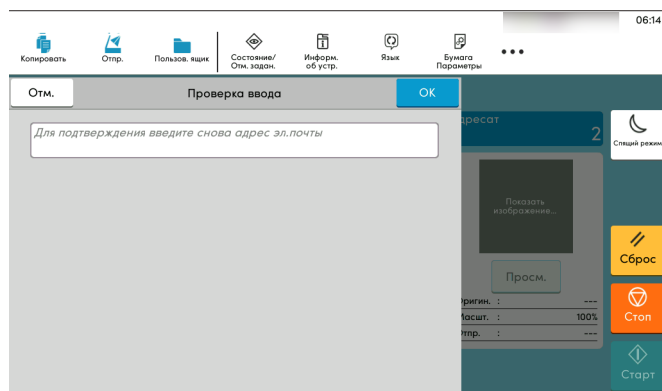 06:14
Копировать
Отпр.
Пользов. ящик
Состояние/
Отм. задан.
Информ.
об устр.
Язык
Бумага
Параметры
Отм.
Проверка ввода
OK
Для подтверждения введите снова адрес эл.почты
дресат
2
Спящий режим
Показать
изображение...
Просм.
Сброс
Оригин. : ---
Масшт. : 100%
Отпр. : ---
Стоп
Старт